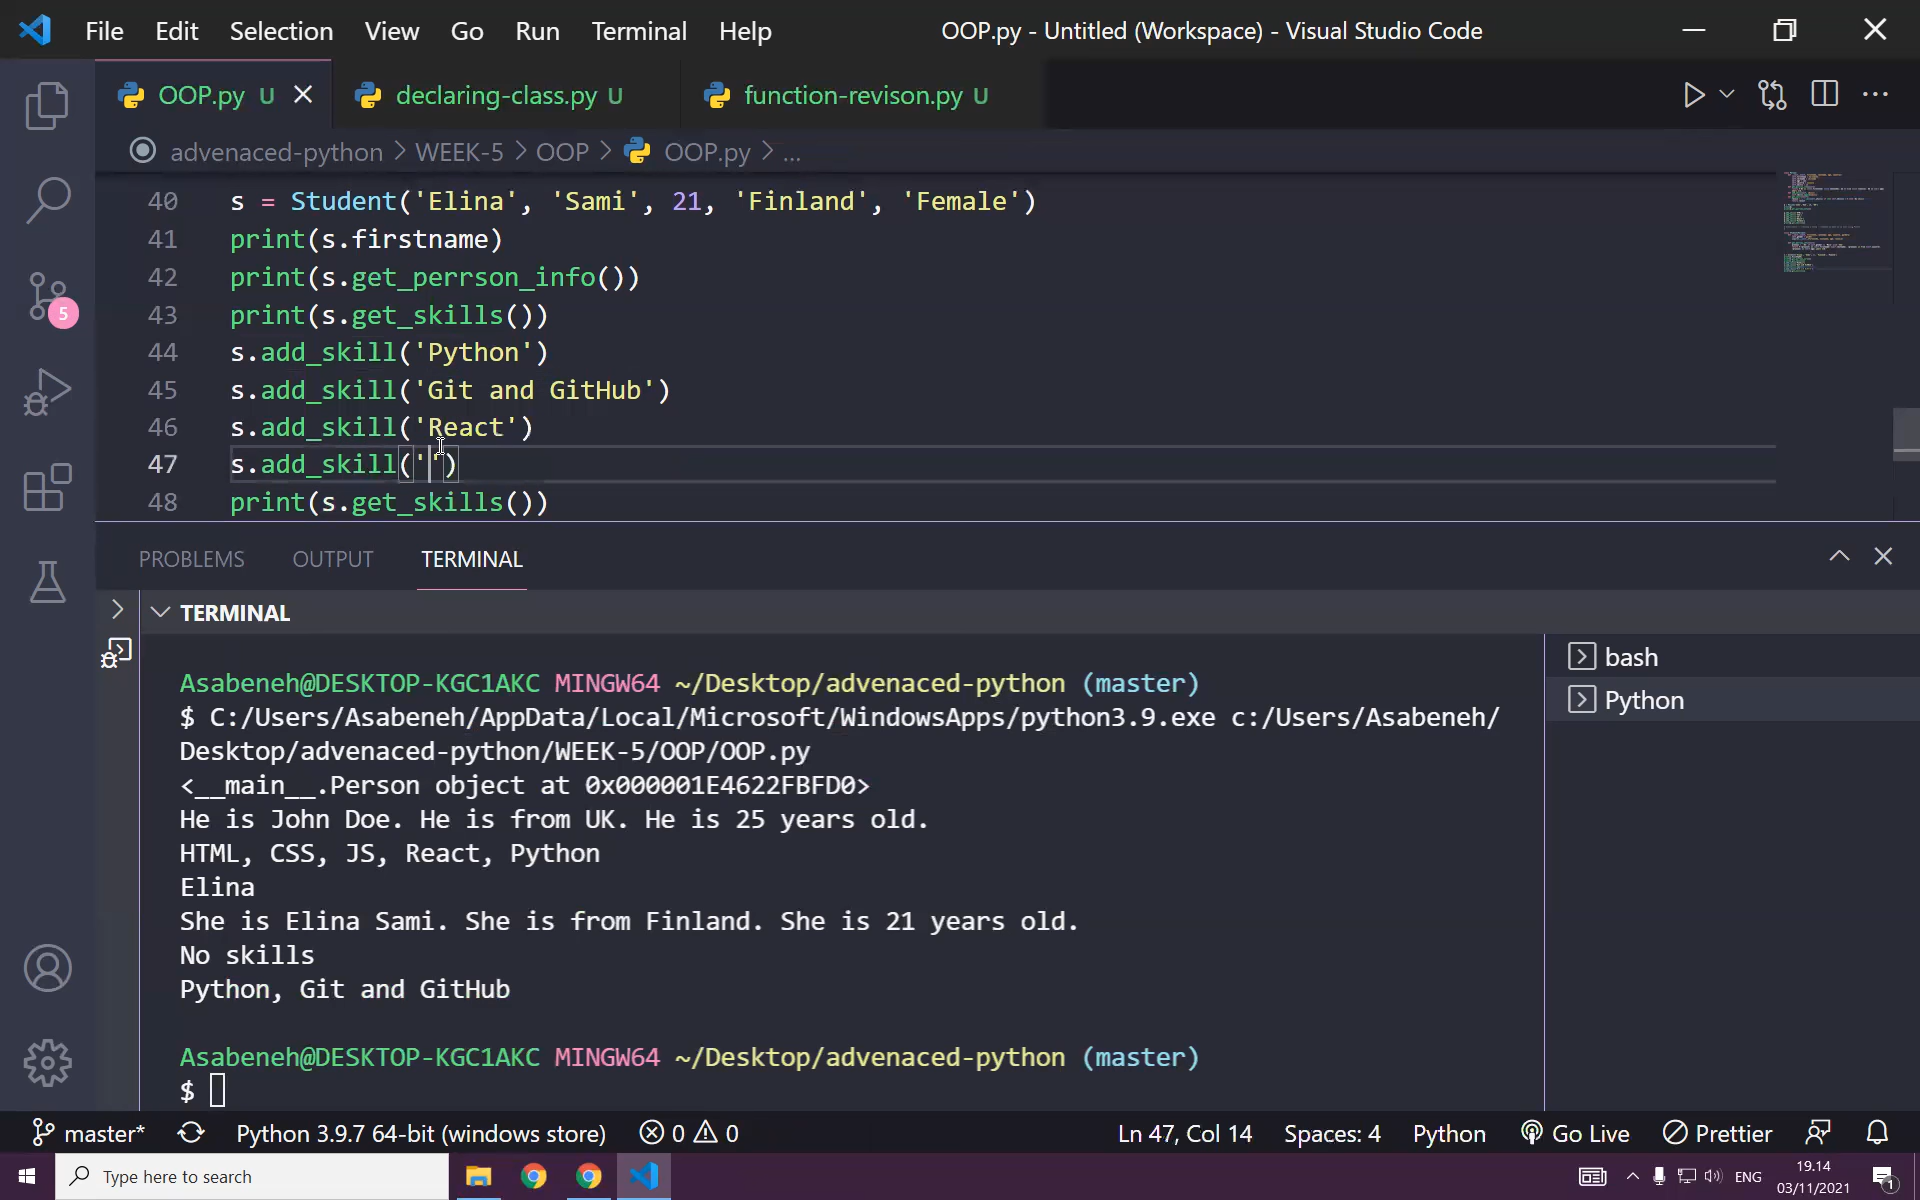 File Edit Selection View Go Run Terminal Help OOP.py - Untitled (Workspace) - Visual Studio Code
OOP.py U declaring-class.py U function-revison.py U
advenaced-python > WEEK-5 > OOP > OOP.py > ...
40 s = Student('Elina', 'Sami', 21, 'Finland', 'Female')
41 print(s.firstname)
42 print(s.get_perrson_info())
43 print(s.get_skills())
44 s.add_skill('Python')
45 s.add_skill('Git and GitHub')
46 s.add_skill('React')
47 s.add_skill('')
48 print(s.get_skills())
5
PROBLEMS OUTPUT TERMINAL
TERMINAL
Asabeneh@DESKTOP-KGC1AKC MINGW64 ~/Desktop/advenaced-python (master)
$ C:/Users/Asabeneh/AppData/Local/Microsoft/WindowsApps/python3.9.exe c:/Users/Asabeneh/
Desktop/advenaced-python/WEEK-5/OOP/OOP.py
<__main__.Person object at 0x000001E4622FBFD0>
He is John Doe. He is from UK. He is 25 years old.
HTML, CSS, JS, React, Python
Elina
She is Elina Sami. She is from Finland. She is 21 years old.
No skills
Python, Git and GitHub
Asabeneh@DESKTOP-KGC1AKC MINGW64 ~/Desktop/advenaced-python (master)
$
bash
Python
master* Python 3.9.7 64-bit (windows store) 0 0 Ln 47, Col 14 Spaces: 4 Python Go Live Prettier
Type here to search ENG 19.14
03/11/2021 1